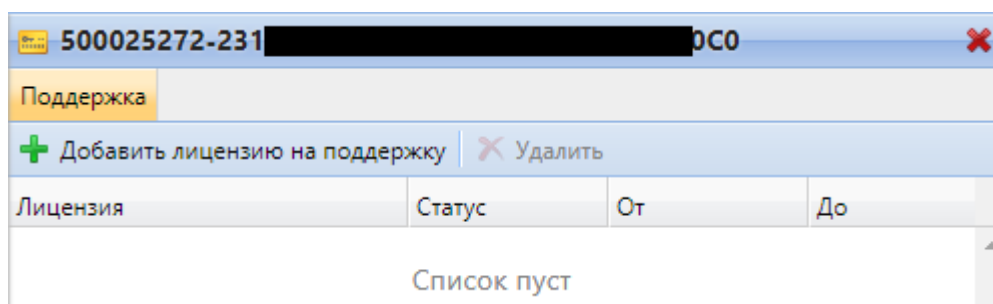 500025272-231 0C0
Поддержка
Добавить лицензию на поддержку Удалить
Лицензия Статус От До
Список пуст